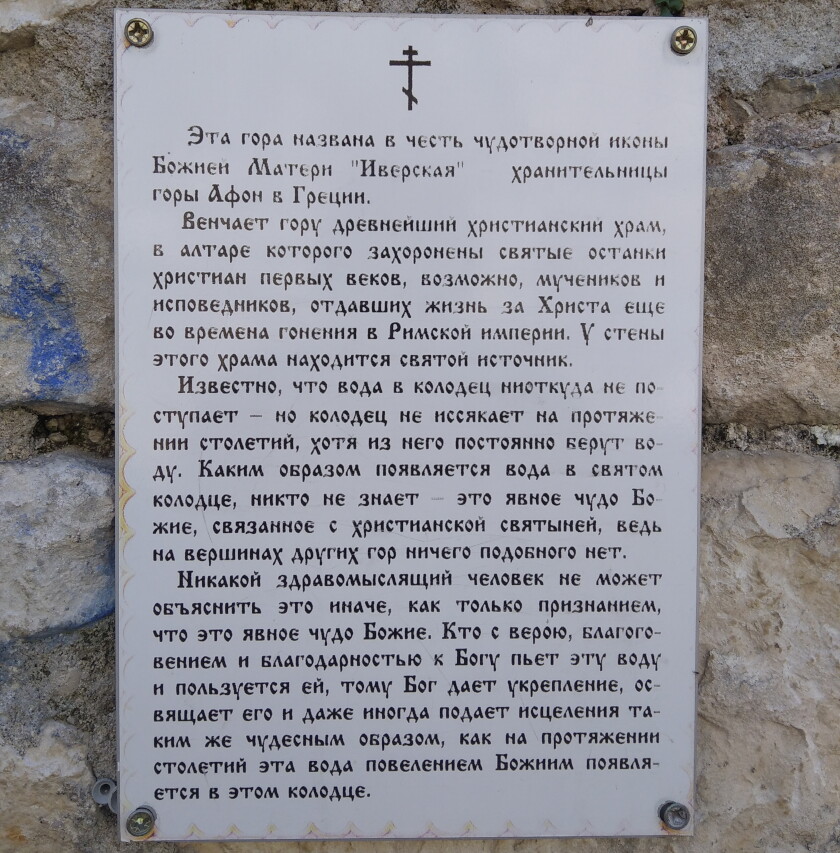 Эта гора названа в честь чудотворной иконы
Божией Матери "Иверская" хранительницы
горы Афон в Греции.
Венчает гору древнейший христианский храм,
в алтаре которого захоронены святые останки
христиан первых веков, возможно, мучеников и
исповедников, отдавших жизнь за Христа еще
во времена гонения в Римской империи. У стены
этого храма находится святой источник.
Известно, что вода в колодец ниоткуда не по-
ступает – но колодец не иссякает на протяже-
нии столетий, хотя из него постоянно берут во-
ду. Каким образом появляется вода в святом
колодце, никто не знает – это явное чудо Бо-
жие, связанное с христианской святыней, ведь
на вершинах других гор ничего подобного нет.
Никакой здравомыслящий человек не может
объяснить это иначе, как только признанием,
что это явное чудо Божие. Кто с верою, благого-
вением и благодарностью к Богу пьет эту воду
и пользуется ей, тому Бог дает укрепление, ос-
вящает его и даже иногда подает исцеления та-
ким же чудесным образом, как на протяжении
столетий эта вода повелением Божиим появля-
ется в этом колодце.